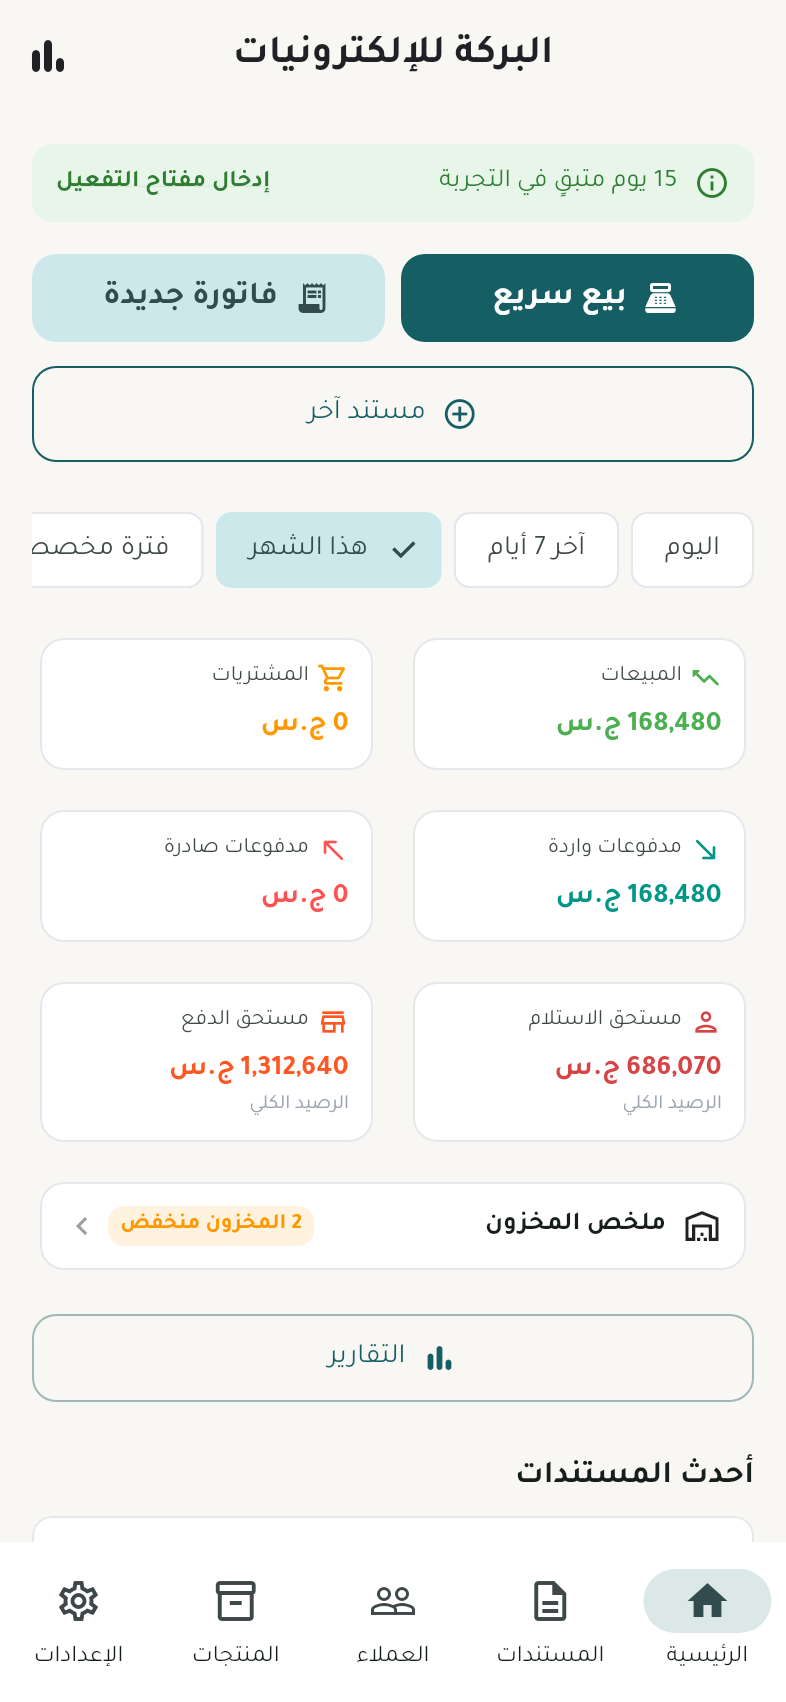 البركة للإلكترونيات
15 يوم متبقٍ في التجربة
إدخال مفتاح التفعيل
بيع سريع
فاتورة جديدة
مستند آخر
اليوم
آخر 7 أيام
هذا الشهر
فترة مخصص
المبيعات
168,480 ج.س
المشتريات
0 ج.س
مدفوعات واردة
168,480 ج.س
مدفوعات صادرة
0 ج.س
مستحق الاستلام
686,070 ج.س
الرصيد الكلي
مستحق الدفع
1,312,640 ج.س
الرصيد الكلي
ملخص المخزون
2 المخزون منخفض
التقارير
أحدث المستندات
الرئيسية
المستندات
العملاء
المنتجات
الإعدادات